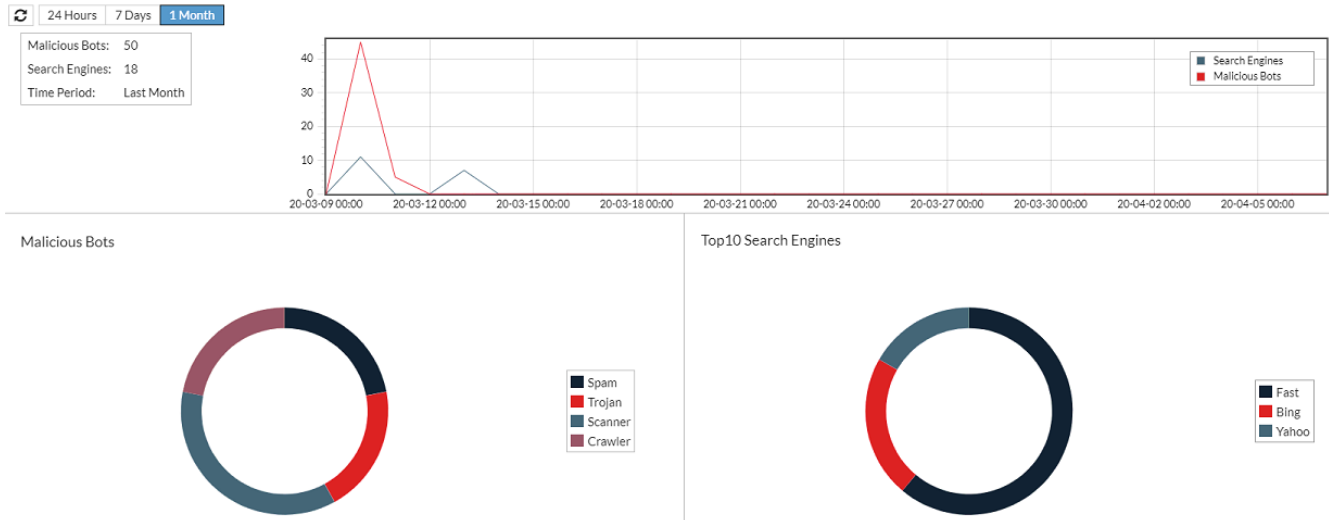 24 Hours 7 Days 1 Month
Malicious Bots: 50
Search Engines: 18
Time Period: Last Month
40
30
20
10
0
Search Engines
Malicious Bots
20-03-09 00:00 20-03-12 00:00 20-03-15 00:00 20-03-18 00:00 20-03-21 00:00 20-03-24 00:00 20-03-27 00:00 20-03-30 00:00 20-04-02 00:00 20-04-05 00:00
Malicious Bots
Spam
Trojan
Scanner
Crawler
Top10 Search Engines
Fast
Bing
Yahoo